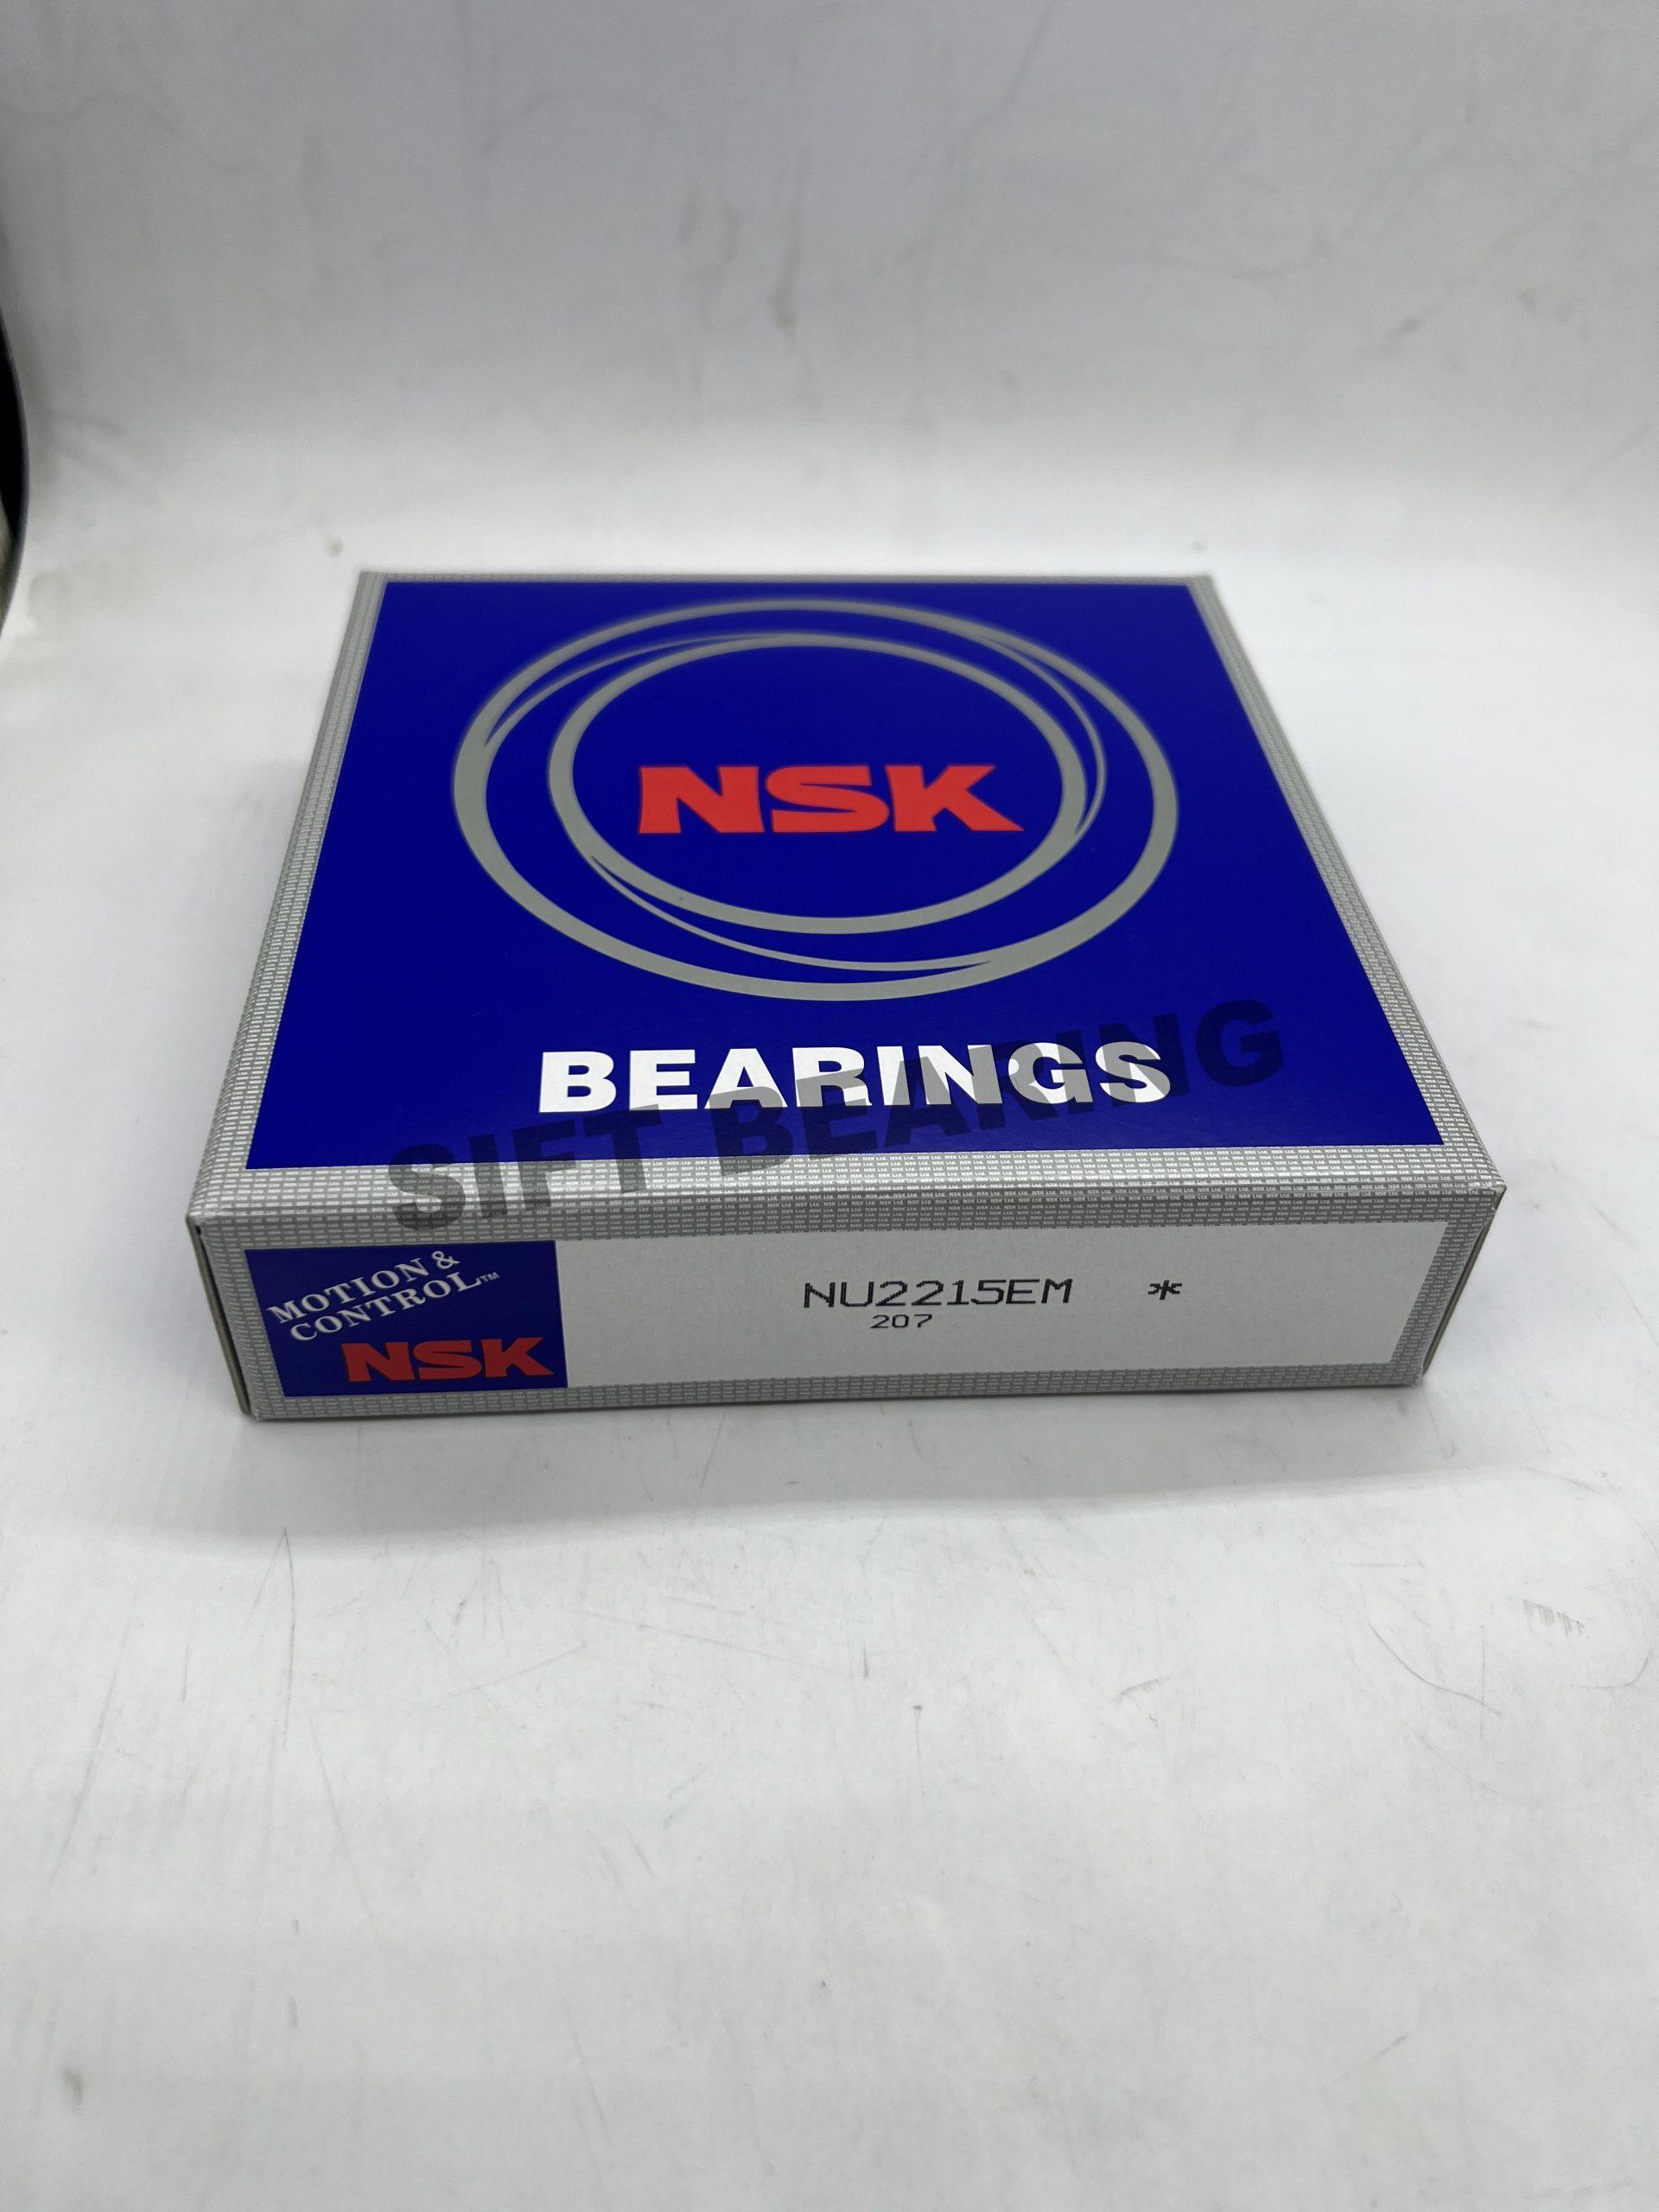 NSK
BEARINGS
SIFT BEARING
MOTION &
CONTROL™
NSK
NU2215EM *
207